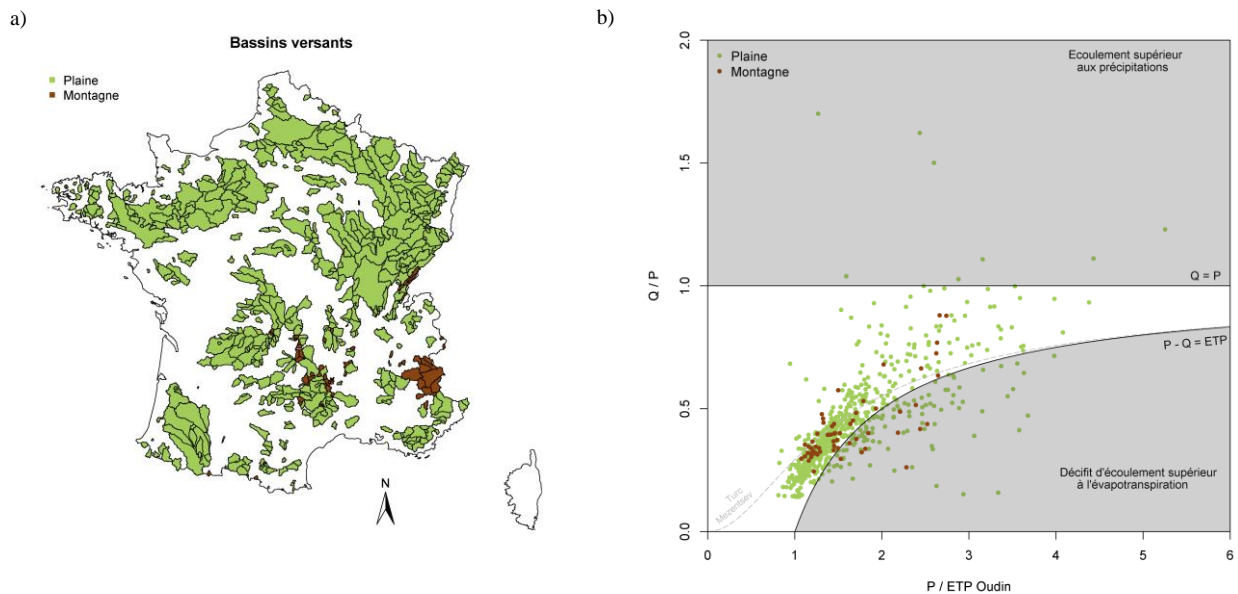 a)
Bassins versants
Plaine
Montagne
N
b)
2.0
1.5
1.0
0.5
0.0
Q / P
Plaine
Montagne
Ecoulement supérieur
aux précipitations
Q = P
P - Q = ETP
Turc
Mezentsev
Décifit d'écoulement supérieur
à l'évapotranspiration
0
1
2
3
4
5
6
P / ETP Oudin